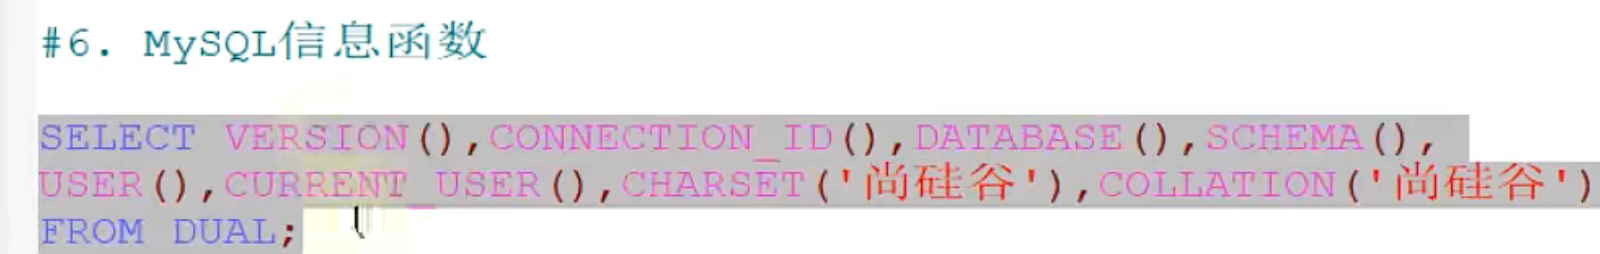 #6. MySQL信息函数
SELECT VERSION(),CONNECTION_ID(),DATABASE(),SCHEMA(),
USER(),CURRENT_USER(),CHARSET('尚硅谷'),COLLATION('尚硅谷')
FROM DUAL;